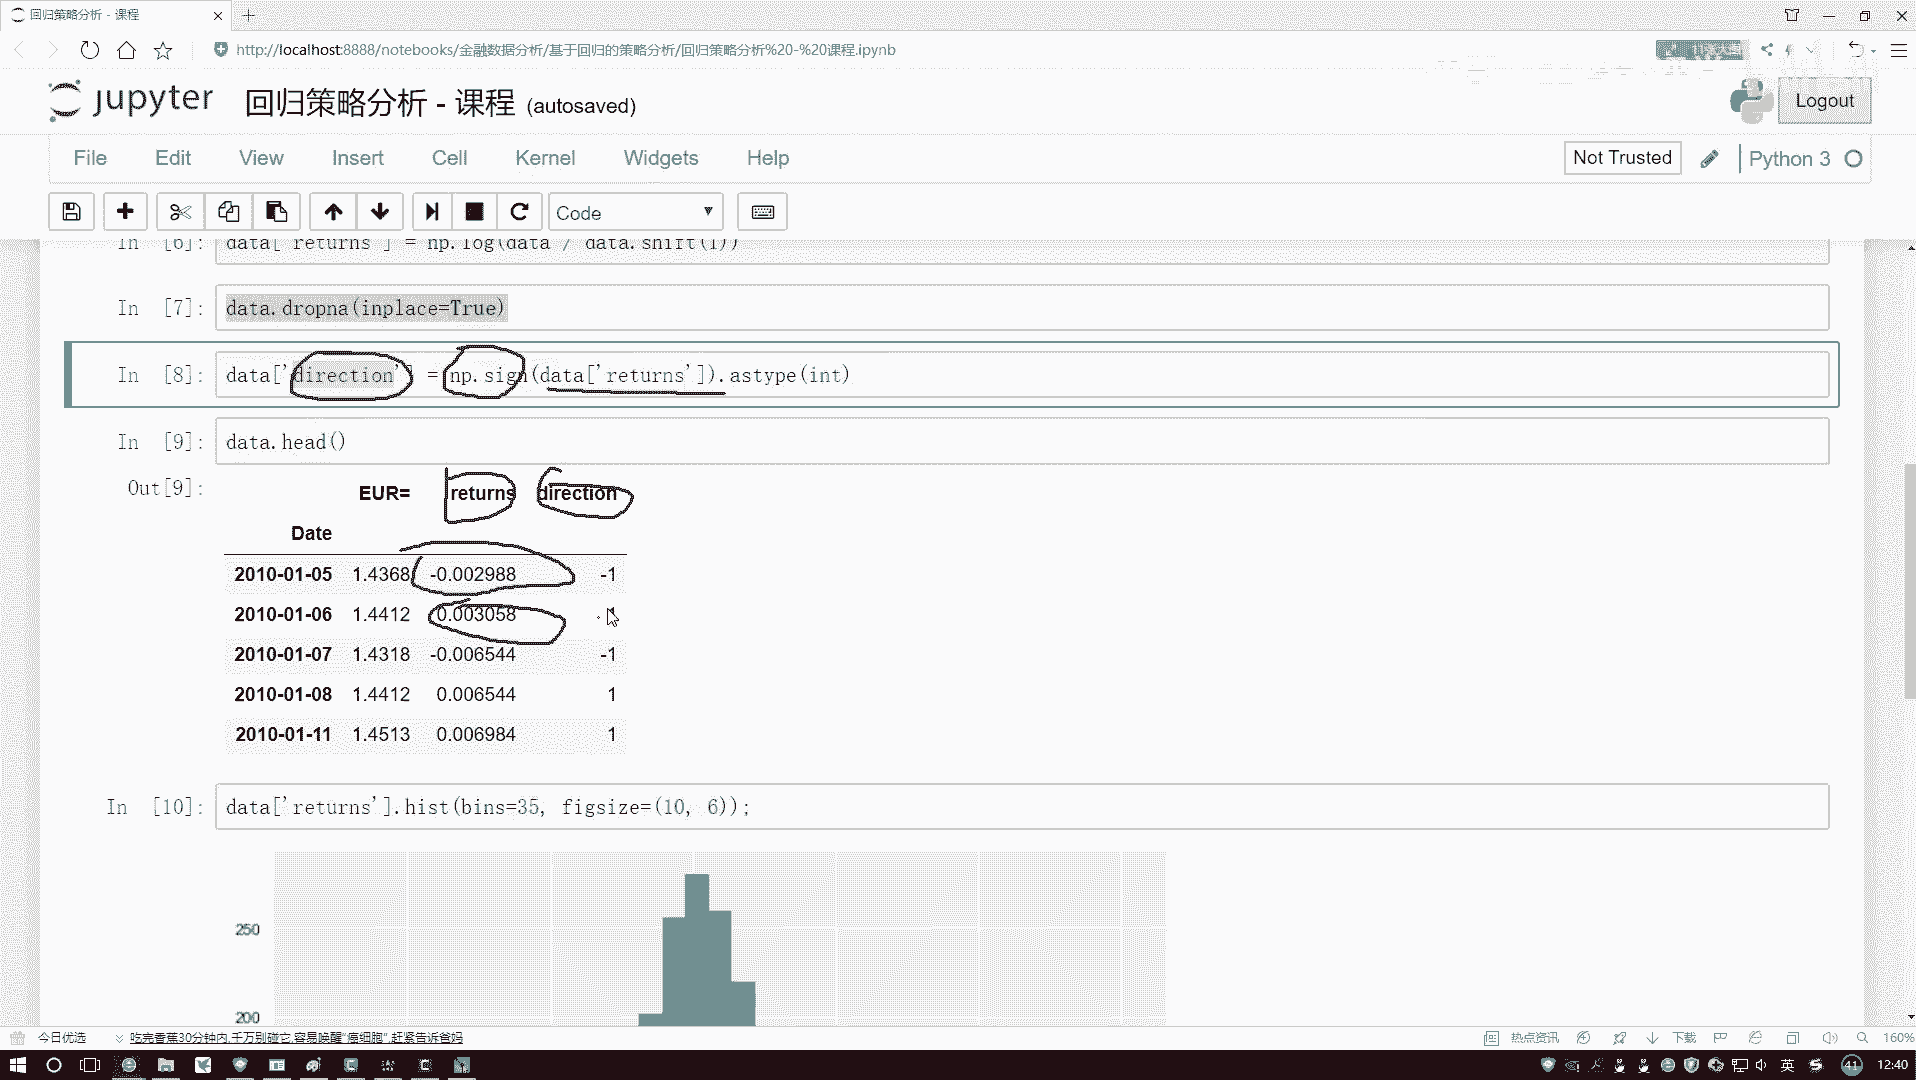 回归策略分析 - 课程
http://localhost:8888/notebooks/金融数据分析/基于回归的策略分析/回归策略分析%20-%20课程.ipynb
jupyter 回归策略分析 - 课程 (autosaved)
Logout
File Edit View Insert Cell Kernel Widgets Help
Not Trusted
Python 3
Code
In [6]: data['returns'] = np.log(data / data.shift(1))
In [7]: data.dropna(inplace=True)
In [8]: data['direction'] = np.sign(data['returns']).astype(int)
In [9]: data.head()
Out[9]:
EUR= returns direction
Date
2010-01-05 1.4368 -0.002988 -1
2010-01-06 1.4412 0.003058 1
2010-01-07 1.4318 -0.006544 -1
2010-01-08 1.4412 0.006544 1
2010-01-11 1.4513 0.006984 1
In [10]: data['returns'].hist(bins=35, figsize=(10, 6));
250
200
今日优选
吃完香蕉30分钟内,千万别碰它,容易唤醒"癌细胞",赶紧告诉爸妈
热点资讯
下载
160%
英
41
12:40